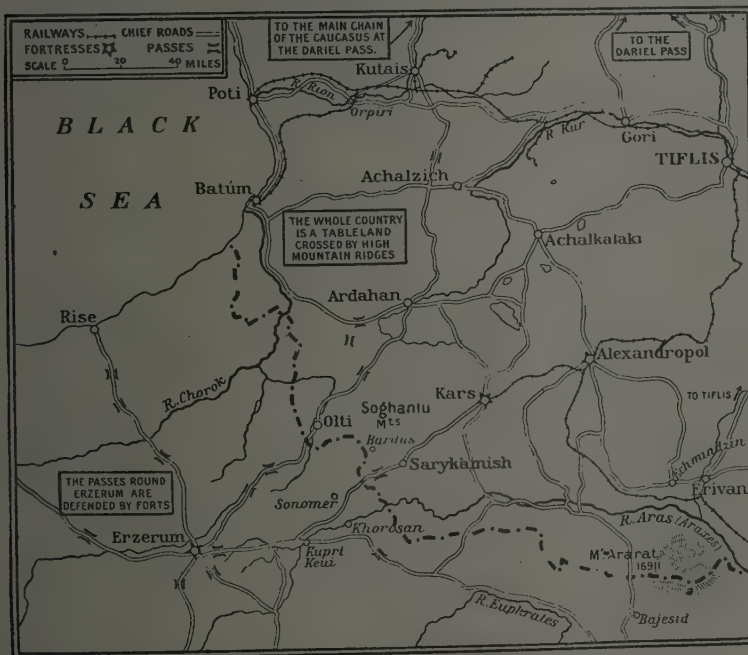 RAILWAYS CHIEF ROADS
FORTRESSES PASSES
SCALE 0 20 40 MILES
TO THE MAIN CHAIN
OF THE CAUCASUS AT
THE DARIEL PASS.
TO THE
DARIEL PASS
Kutais
Poti
R. Rion
Orpiri
BLACK
SEA
R. Kur
Gori
TIFLIS
Achalzich
Batúm
THE WHOLE COUNTRY
IS A TABLELAND
CROSSED BY HIGH
MOUNTAIN RIDGES
Achalkalaki
Ardahan
Rise
Alexandropol
R. Chorok
Kars
TO TIFLIS
Olti
Soghanlu
Mts
Bardus
Sarykamish
Echmiadzin
Erivan
THE PASSES ROUND
ERZERUM ARE
DEFENDED BY FORTS
Sonomer
Khorosan
R. Aras (Araxes)
Erzerum
Kupri
Keui
Mt Ararat
16911
R. Euphrates
Bajesid